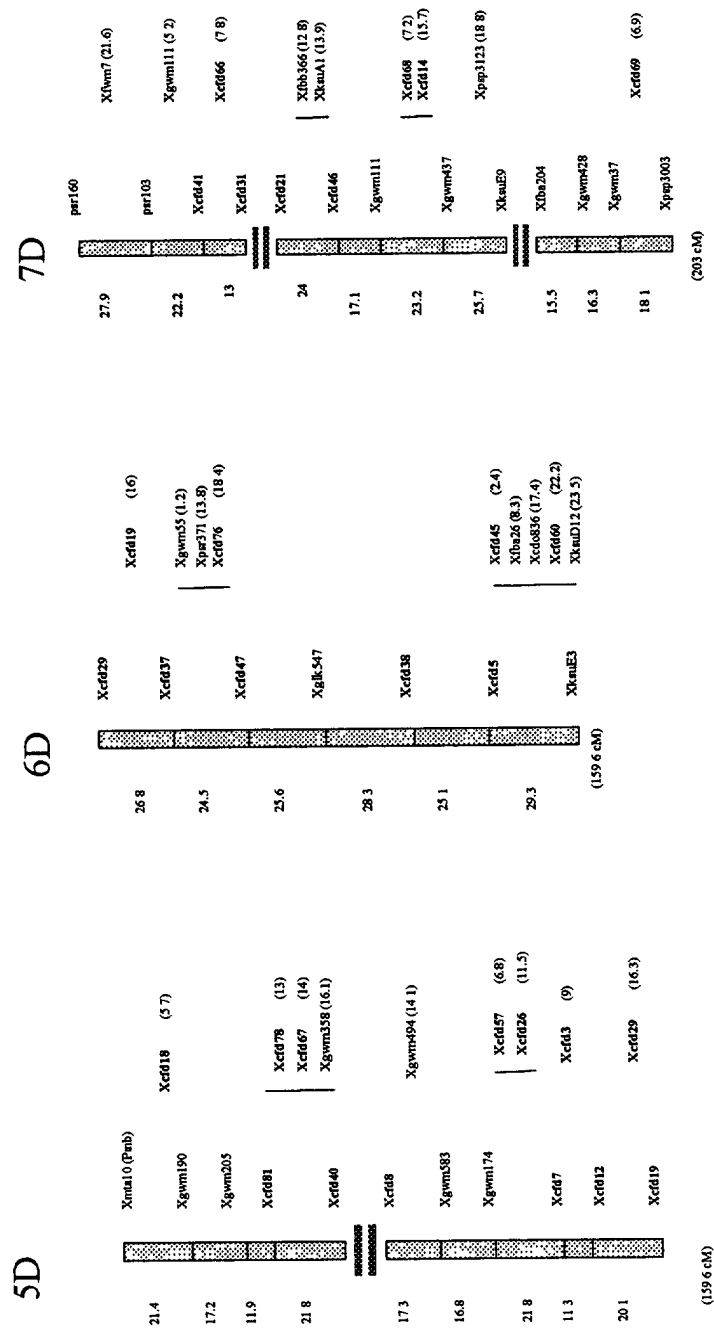 7D
psr160
psr103
Xcfd41
Xcfd31
Xcfd21
Xcfd46
Xgwm111
Xgwm437
XksuE9
Xfba204
Xgwm428
Xgwm37
Xpsp3003
27.9
22.2
13
24
17.1
23.2
25.7
15.5
16.3
18 1
(203 cM)
Xfwm7 (21.6)
Xgwm111 (5 2)
Xcfd66 (7 8)
Xfbb366 (12 8)
XksuA1 (13.9)
Xcfd68 (7 2)
Xcfd14 (15.7)
Xpsp3123 (18 8)
Xcfd69 (6.9)
6D
Xcfd29
Xcfd37
Xcfd47
Xglk547
Xcfd38
Xcfd5
XksuE3
26 8
24.5
25.6
28 3
25 1
29.3
(159 6 cM)
Xcfd19 (16)
Xgwm55 (1.2)
Xpsr371 (13.8)
Xcfd76 (18 4)
Xcfd45 (2.4)
Xfba26 (8.3)
Xcdo836 (17.4)
Xcfd60 (22.2)
XksuD12 (23 5)
5D
Xmta10 (Ptnb)
Xgwm190
Xgwm205
Xcfd81
Xcfd40
Xcfd8
Xgwm583
Xgwm174
Xcfd7
Xcfd12
Xcfd19
21.4
17.2
11.9
21 8
17 3
16.8
21 8
11 3
20 1
(159 6 cM)
Xcfd18 (5 7)
Xcfd78 (13)
Xcfd67 (14)
Xgwm358 (16.1)
Xgwm494 (14 1)
Xcfd57 (6.8)
Xcfd26 (11.5)
Xcfd3 (9)
Xcfd29 (16.3)